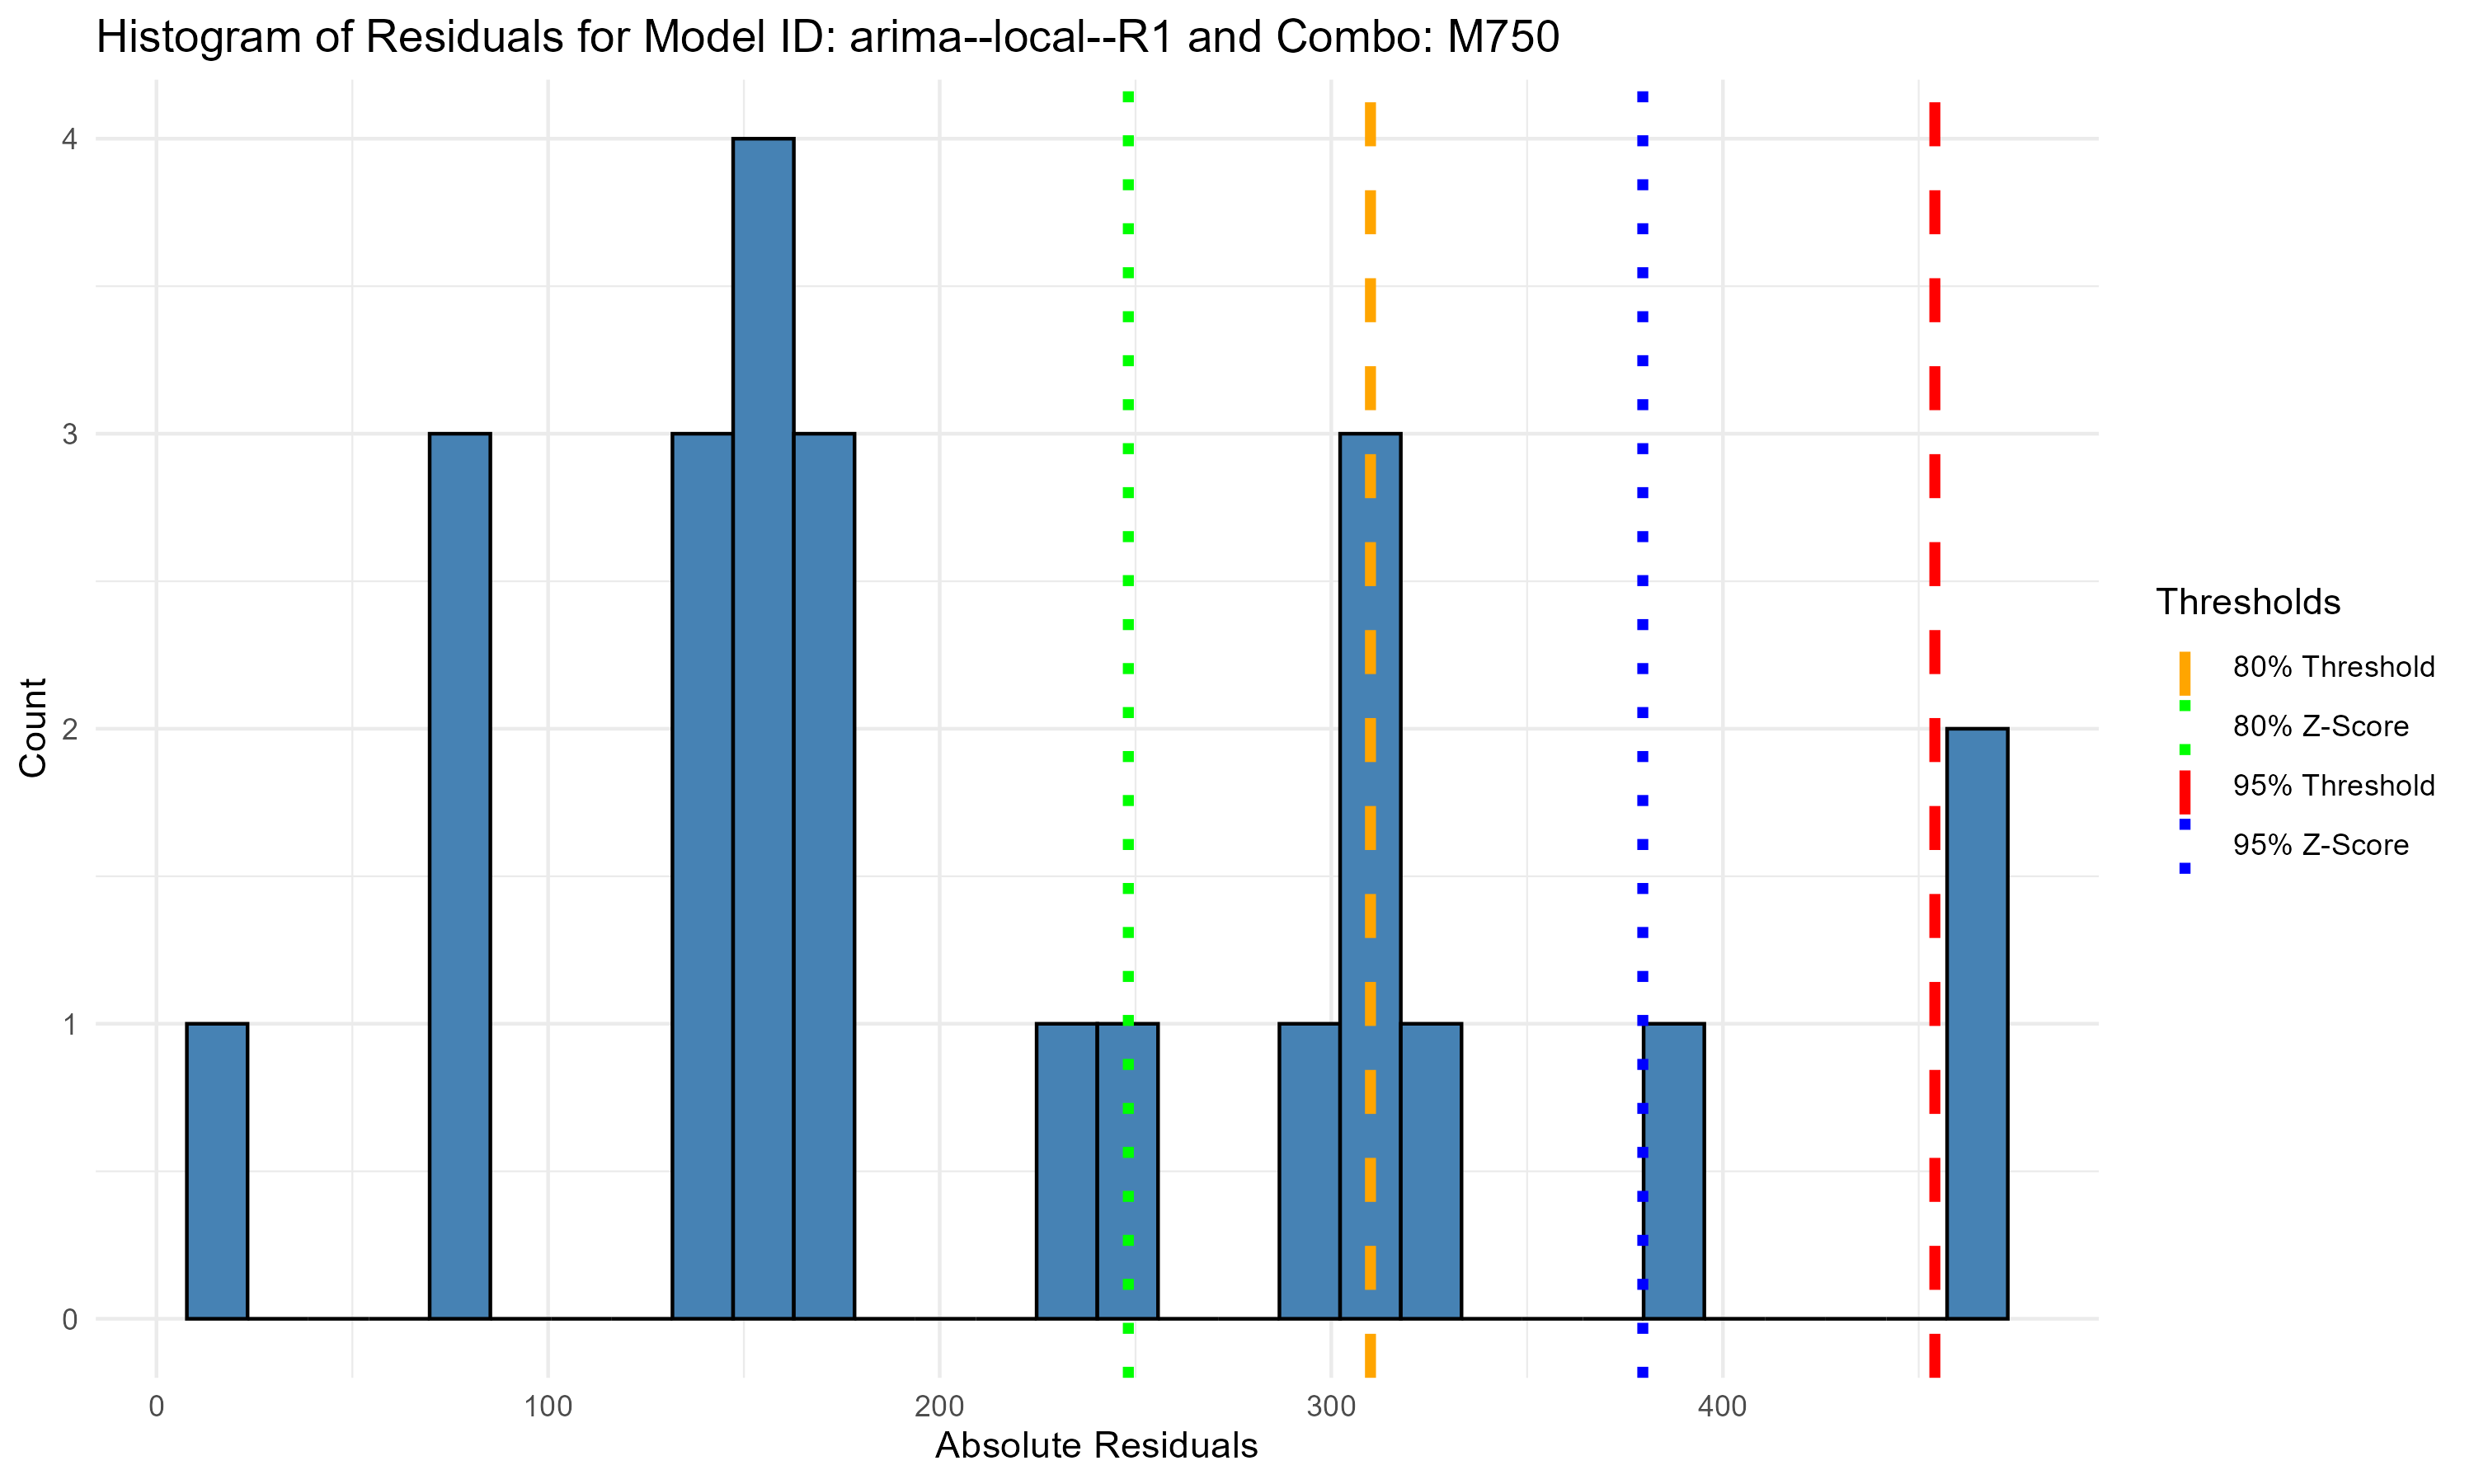 Histogram of Residuals for Model ID: arima--local--R1 and Combo: M750
4
3
2
1
0
Count
0 100 200 300 400
Absolute Residuals
Thresholds
80% Threshold
80% Z-Score
95% Threshold
95% Z-Score